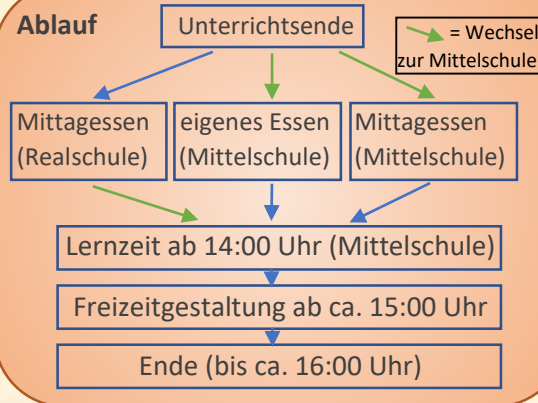 Ablauf
Unterrichtsende
= Wechsel
zur Mittelschule
Mittagessen
(Realschule)
eigenes Essen
(Mittelschule)
Mittagessen
(Mittelschule)
Lernzeit ab 14:00 Uhr (Mittelschule)
Freizeitgestaltung ab ca. 15:00 Uhr
Ende (bis ca. 16:00 Uhr)